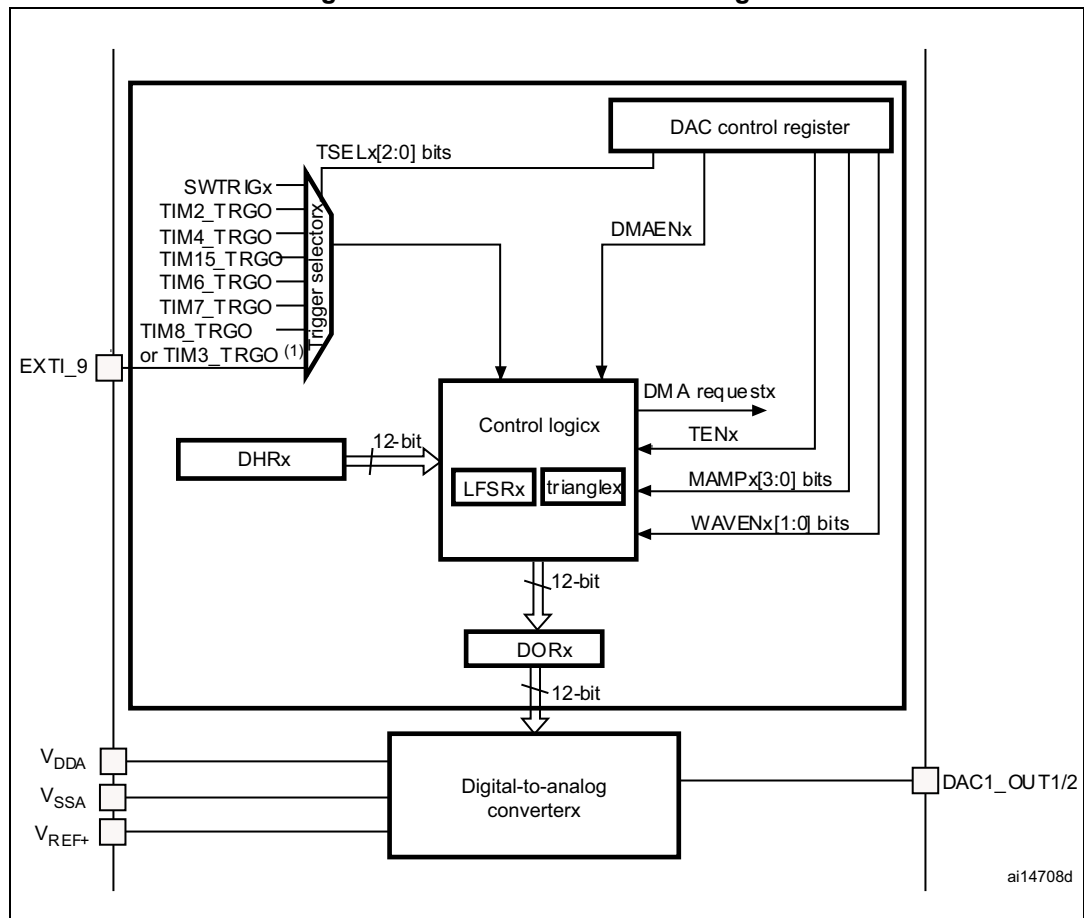 DAC control register
TSELx[2:0] bits
SWTRIGx
TIM2_TRGO
TIM4_TRGO
TIM15_TRGO
TIM6_TRGO
TIM7_TRGO
TIM8_TRGO
or TIM3_TRGO (1)
Trigger selectorx
DMAENx
EXTI_9
DMA requestx
Control logicx
TENx
12-bit
DHRx
LFSRx
trianglex
MAMPx[3:0] bits
WAVENx[1:0] bits
12-bit
DORx
12-bit
VDDA
VSSA
VREF+
Digital-to-analog
converterx
DAC1_OUT1/2
ai14708d